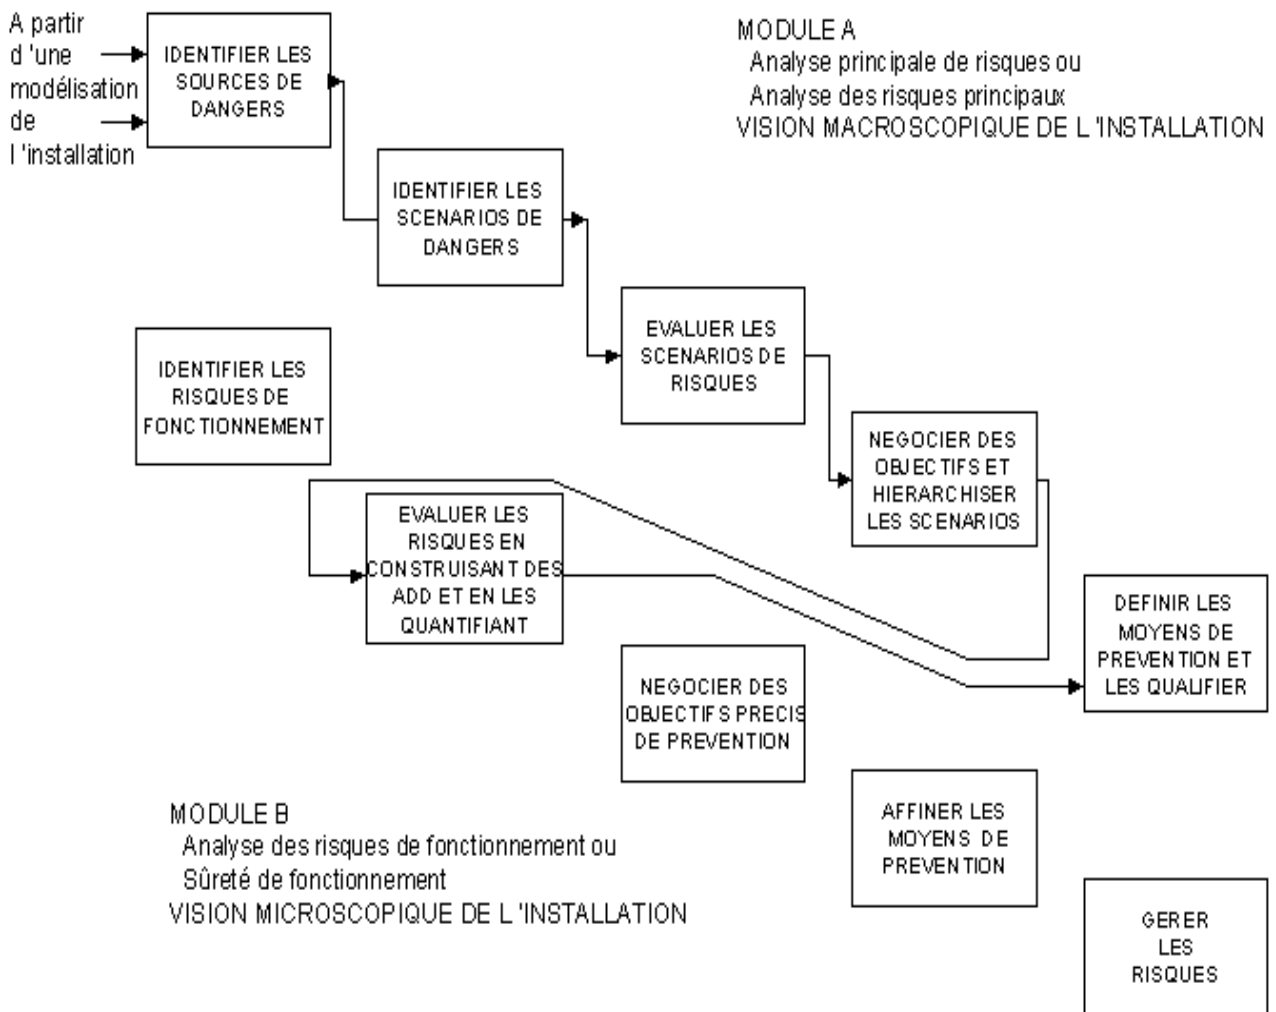 A partir
d 'une
modélisation
de
l 'installation
IDENTIFIER LES
SOURCES DE
DANGERS
MODULE A
Analyse principale de risques ou
Analyse des risques principaux
VISION MACROSCOPIQUE DE L 'INSTALLATION
IDENTIFIER LES
SCENARIOS DE
DANGERS
EVALUER LES
SCENARIOS DE
RISQUES
IDENTIFIER LES
RISQUES DE
FONCTIONNEMENT
NEGOCIER DES
OBJECTIFS ET
HIERARCHISER
LES SCENARIOS
EVALUER LES
RISQUES EN
CONSTRUISANT DES
ADD ET EN LES
QUANTIFIANT
DEFINIR LES
MOYENS DE
PREVENTION ET
LES QUALIFIER
NEGOCIER DES
OBJECTIFS PRECIS
DE PREVENTION
AFFINER LES
MOYENS DE
PREVENTION
MODULE B
Analyse des risques de fonctionnement ou
Sûreté de fonctionnement
VISION MICROSCOPIQUE DE L 'INSTALLATION
GERER
LES
RISQUES